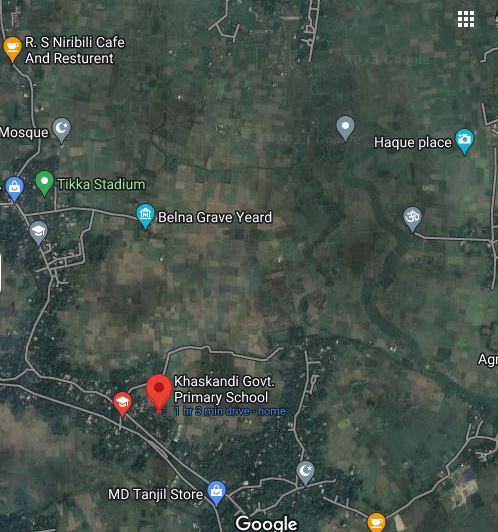 R. S Niribili Cafe
And Resturent
Mosque
Haque place
Tikka Stadium
Belna Grave Yeard
Agr
Khaskandi Govt.
Primary School
1 hr 3 min drive - home
MD Tanjil Store
Google